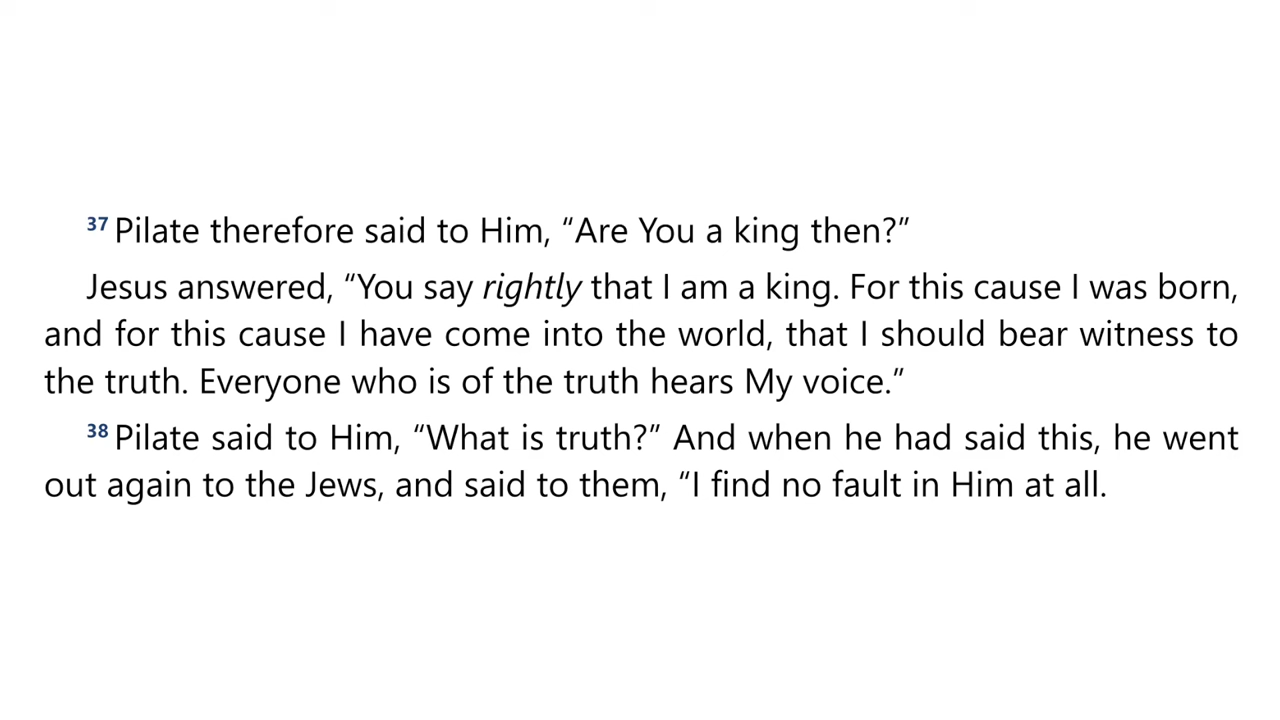 37 Pilate therefore said to Him, “Are You a king then?”
Jesus answered, “You say rightly that I am a king. For this cause I was born,
and for this cause I have come into the world, that I should bear witness to
the truth. Everyone who is of the truth hears My voice.”
38 Pilate said to Him, “What is truth?” And when he had said this, he went
out again to the Jews, and said to them, “I find no fault in Him at all.